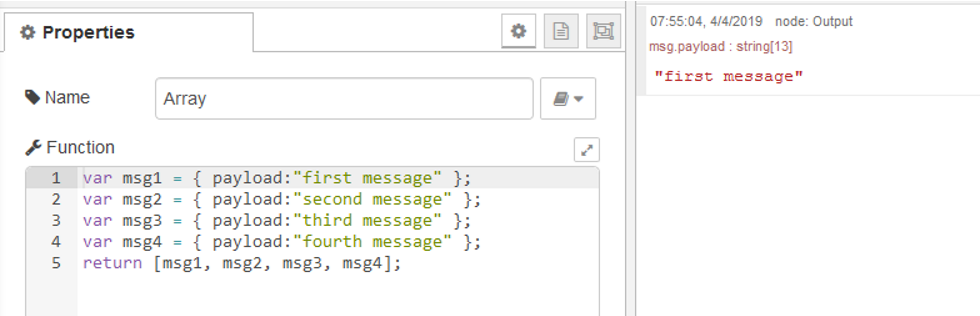 Properties
Name
Array
Function
1 var msg1 = { payload:"first message" };
2 var msg2 = { payload:"second message" };
3 var msg3 = { payload:"third message" };
4 var msg4 = { payload:"fourth message" };
5 return [msg1, msg2, msg3, msg4];
07:55:04, 4/4/2019 node: Output
msg.payload : string[13]
"first message"